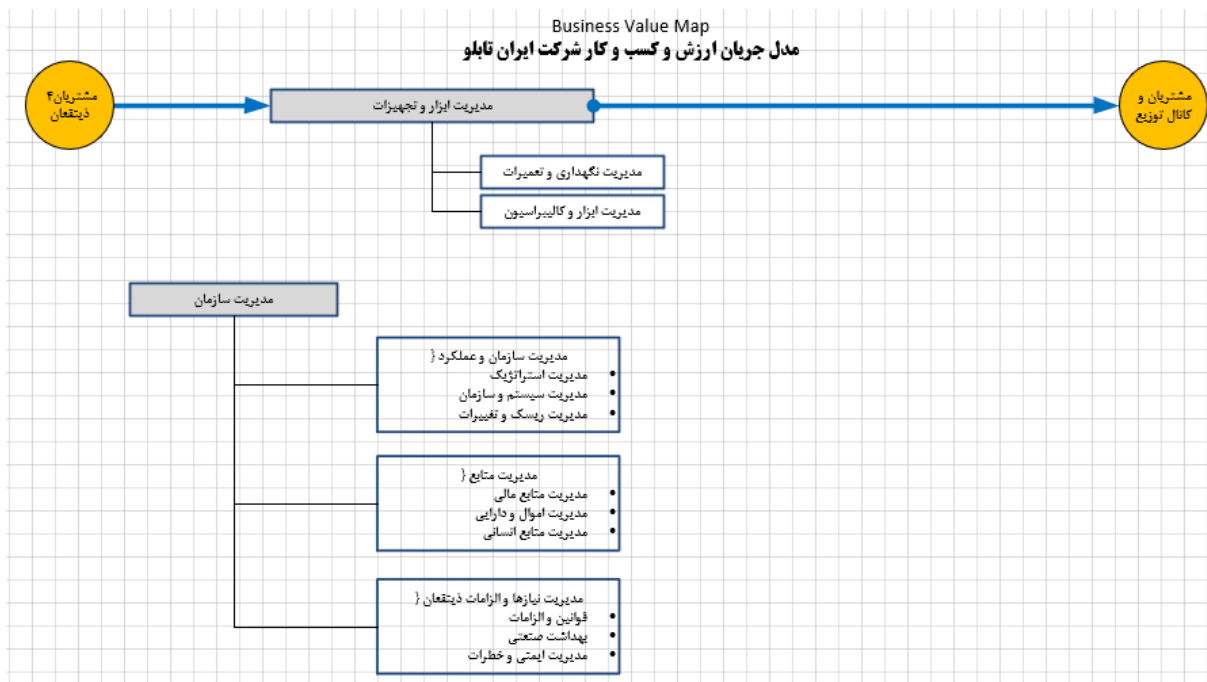 Business Value Map
مدل جریان ارزش و کسب و کار شرکت ایران تابلو
مشتریان۴
ذینفعان
مدیریت ابزار و تجهیزات
مشتریان و
کانال توزیع
مدیریت نگهداری و تعمیرات
مدیریت ابزار و کالیبراسیون
مدیریت سازمان
مدیریت سازمان و عملکرد {
• مدیریت استراتژیک
• مدیریت سیستم و سازمان
• مدیریت ریسک و تغییرات
مدیریت منابع {
• مدیریت منابع مالی
• مدیریت اموال و دارایی
• مدیریت منابع انسانی
مدیریت نیازها و الزامات ذینفعان {
• قوانین و الزامات
• بهداشت صنعتی
• مدیریت ایمنی و خطرات